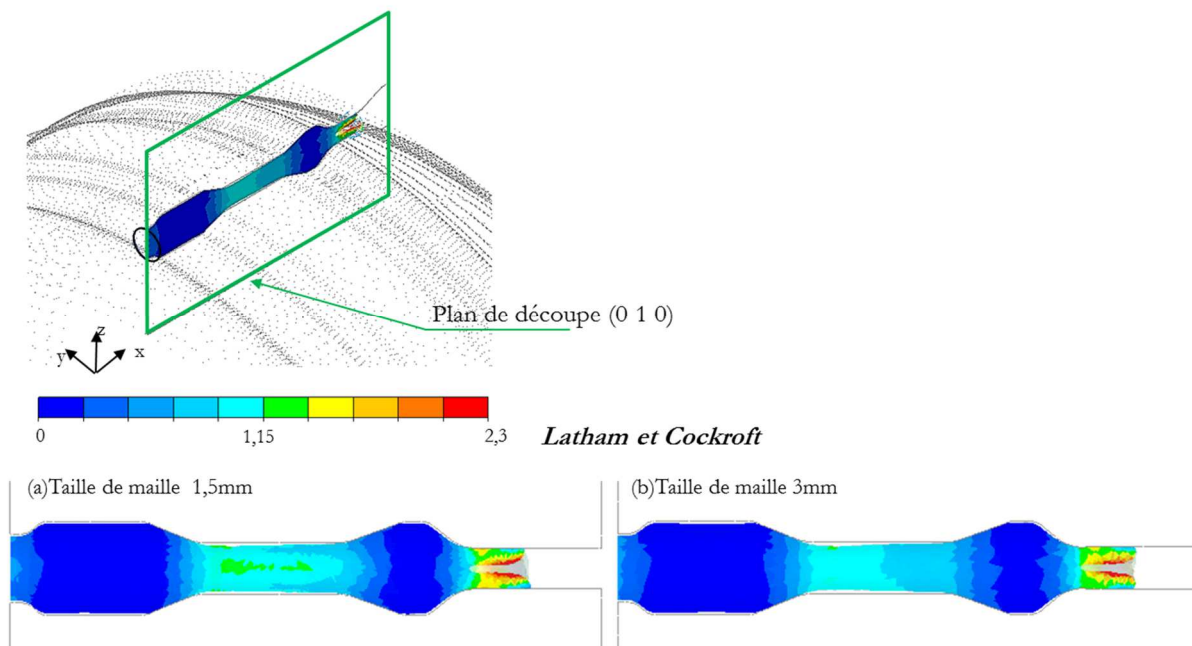 Plan de découpe (0 1 0)
z
y
x
0
1,15
2,3
Latham et Cockroft
(a)Taille de maille 1,5mm
(b)Taille de maille 3mm